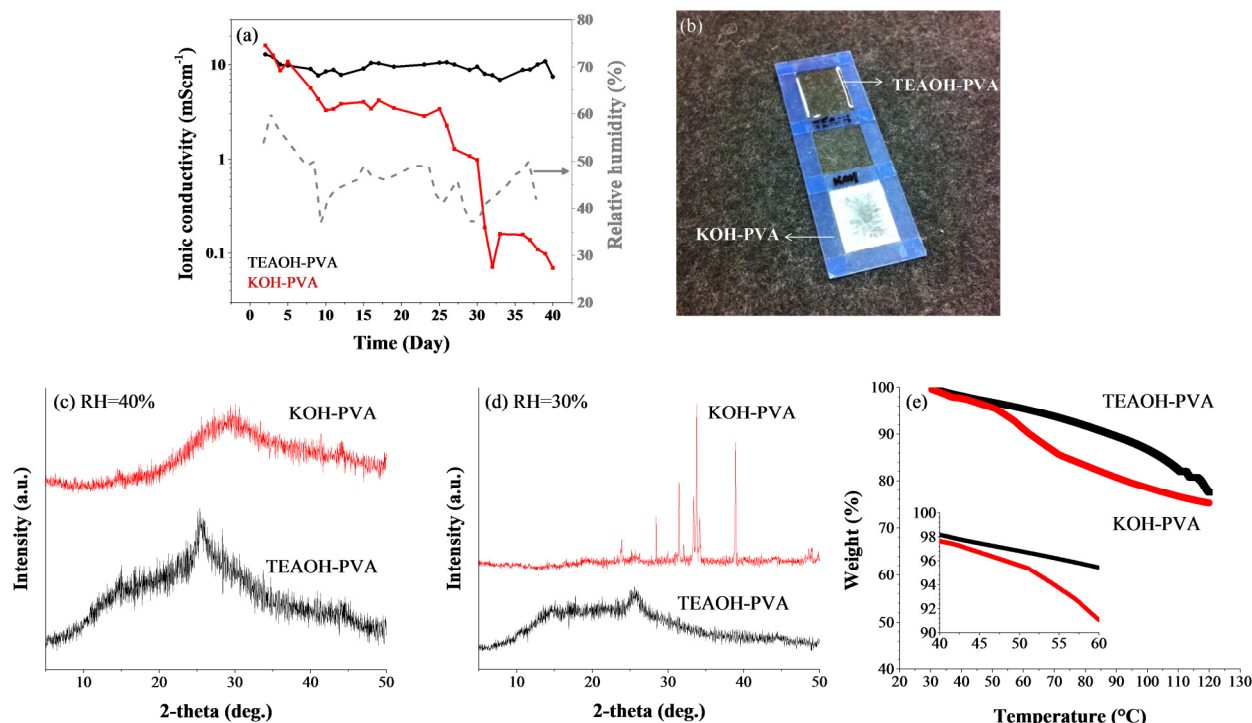 (a)
Ionic conductivity (mScm⁻¹)
10
1
0.1
80
70
60
50
40
30
20
Relative humidity (%)
TEAOH-PVA
KOH-PVA
0 5 10 15 20 25 30 35 40
Time (Day)
(b)
TEAOH-PVA
KOH
KOH-PVA
(c) RH=40%
KOH-PVA
TEAOH-PVA
Intensity (a.u.)
10 20 30 40 50
2-theta (deg.)
(d) RH=30%
KOH-PVA
TEAOH-PVA
Intensity (a.u.)
10 20 30 40 50
2-theta (deg.)
(e)
TEAOH-PVA
KOH-PVA
Weight (%)
100
90
80
70
60
50
40
100
98
96
94
92
90
40 45 50 55 60
20 30 40 50 60 70 80 90 100 110 120 130
Temperature (°C)